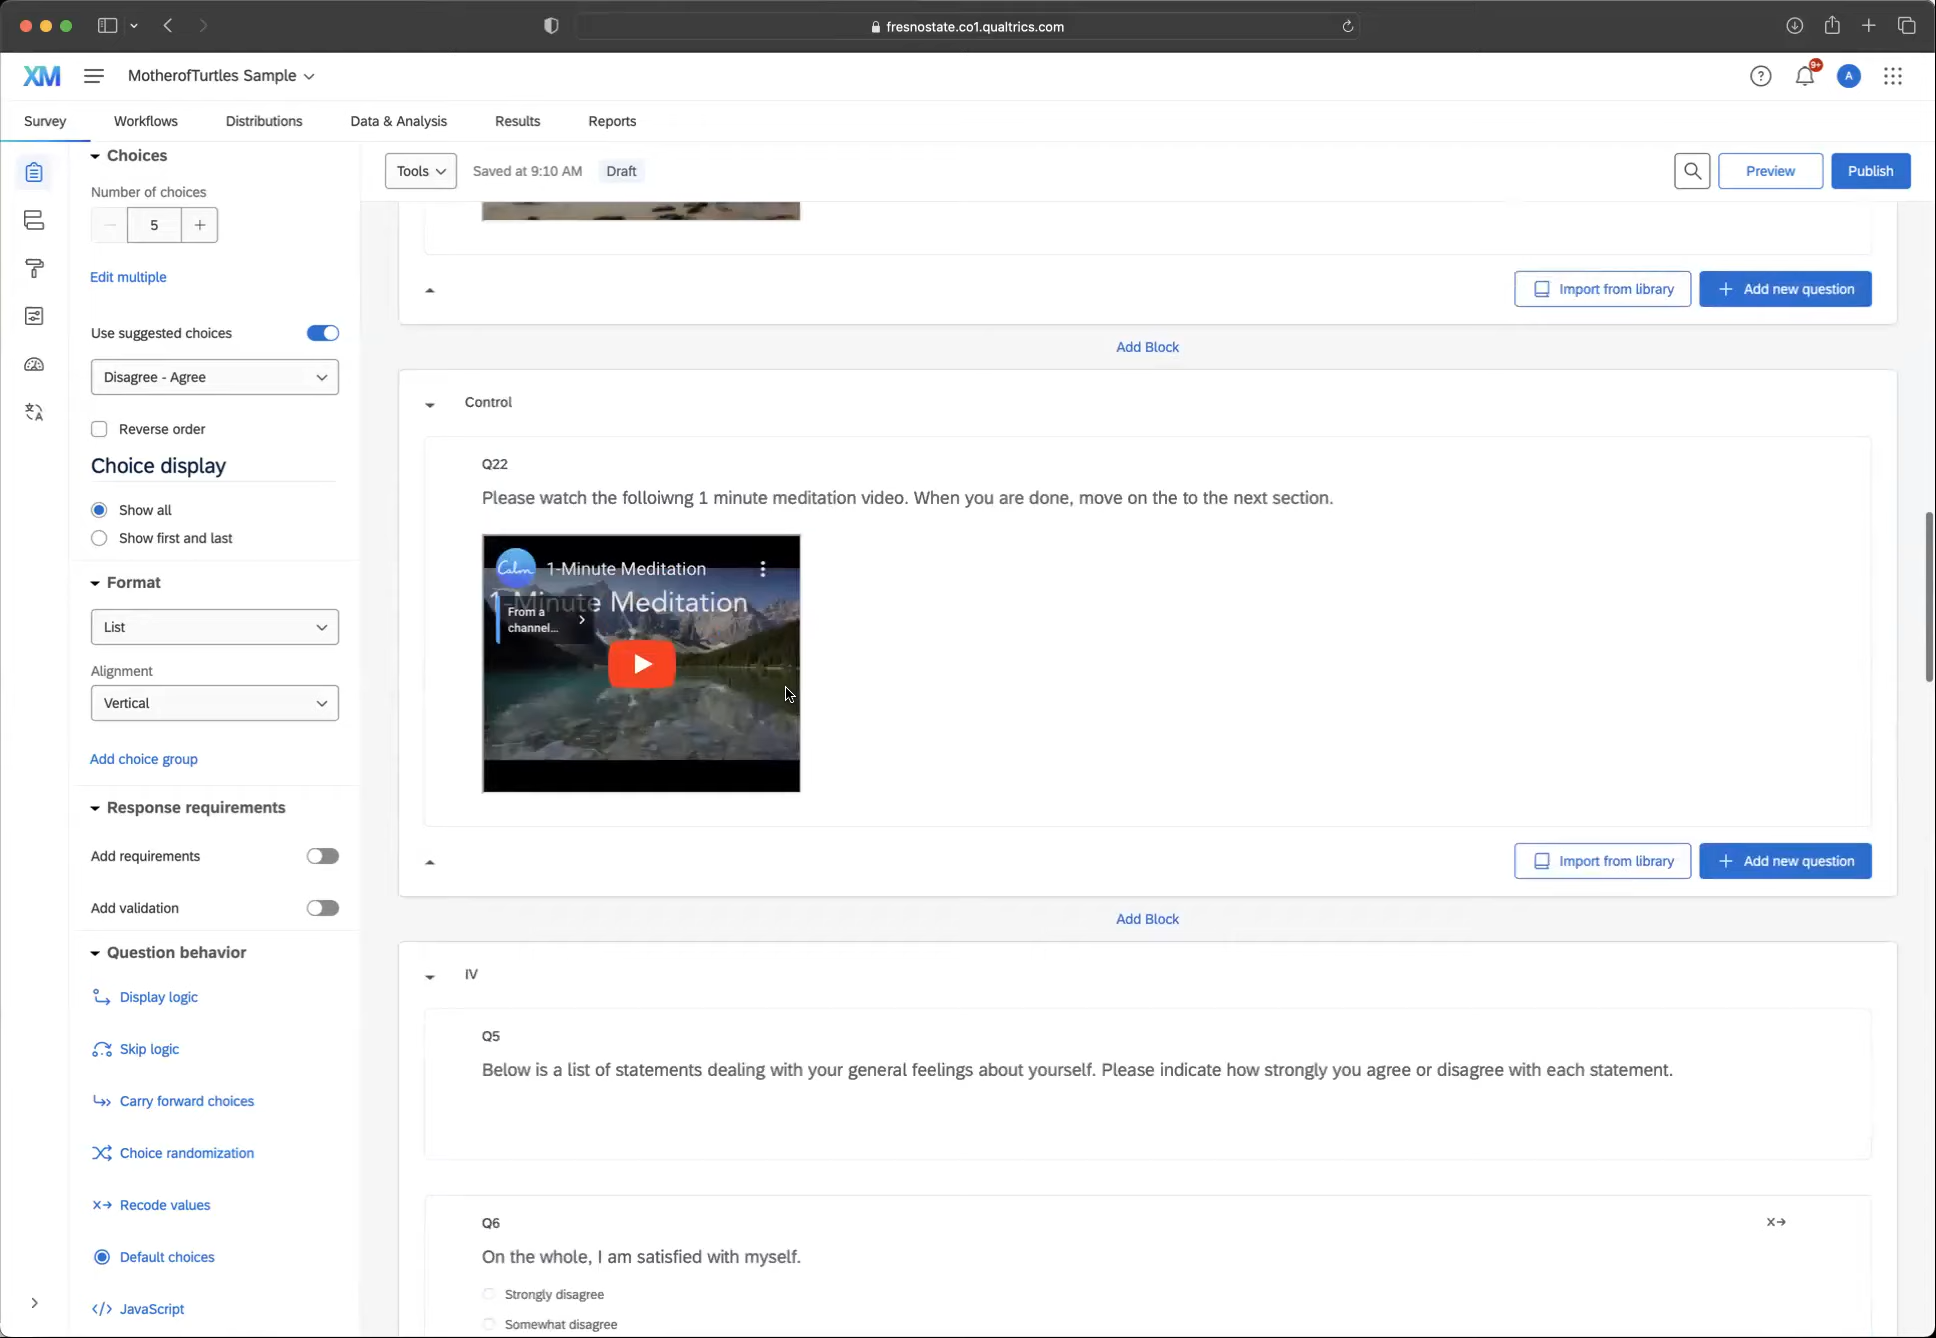 fresnostate.co1.qualtrics.com
XM
MotherofTurtles Sample
9+
A
Survey
Workflows
Distributions
Data & Analysis
Results
Reports
Choices
Number of choices
5
Edit multiple
Use suggested choices
Disagree - Agree
Reverse order
Choice display
Show all
Show first and last
Format
List
Alignment
Vertical
Add choice group
Response requirements
Add requirements
Add validation
Question behavior
Display logic
Skip logic
Carry forward choices
Choice randomization
Recode values
Default choices
JavaScript
Tools
Saved at 9:10 AM
Draft
Preview
Publish
Import from library
Add new question
Add Block
Control
Q22
Please watch the folloiwng 1 minute meditation video. When you are done, move on the to the next section.
Calm
1-Minute Meditation
1-Minute Meditation
From a
channel...
Import from library
Add new question
Add Block
IV
Q5
Below is a list of statements dealing with your general feelings about yourself. Please indicate how strongly you agree or disagree with each statement.
Q6
On the whole, I am satisfied with myself.
Strongly disagree
Somewhat disagree